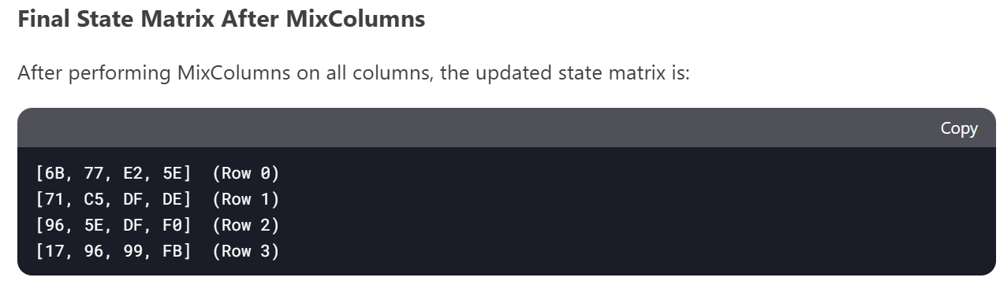 Final State Matrix After MixColumns
After performing MixColumns on all columns, the updated state matrix is:
Copy
[6B, 77, E2, 5E]  (Row 0)
[71, C5, DF, DE]  (Row 1)
[96, 5E, DF, F0]  (Row 2)
[17, 96, 99, FB]  (Row 3)